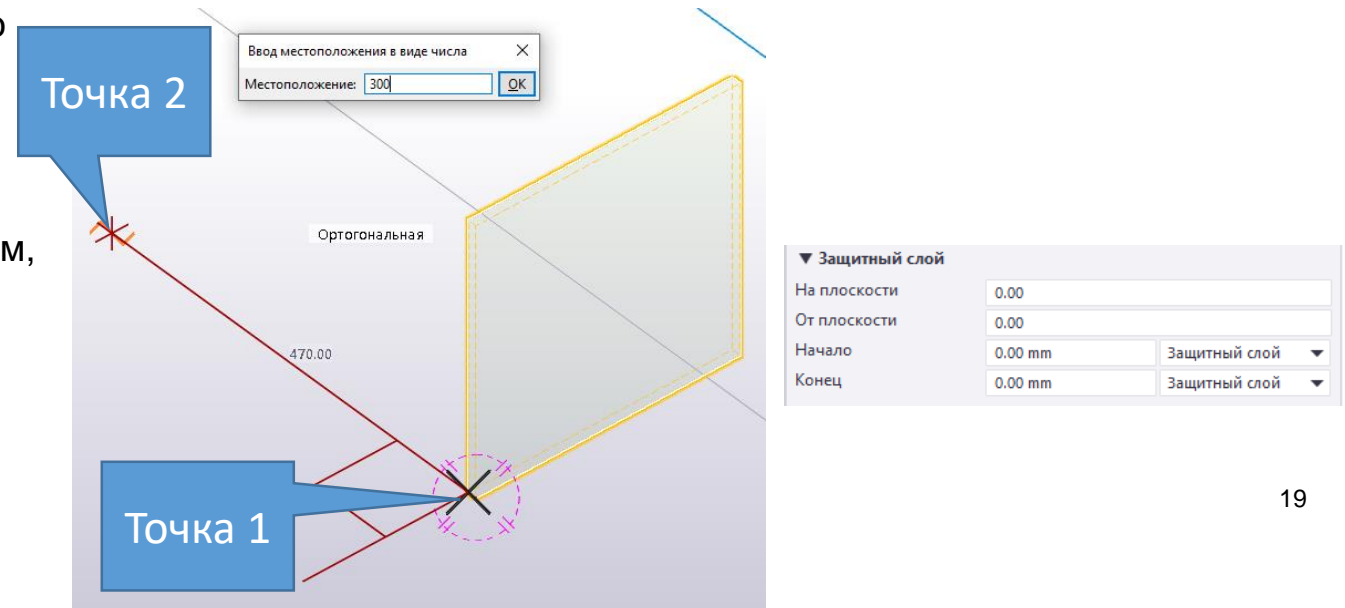 Ввод местоположения в виде числа
Местоположение: 300 OK
Точка 2
Ортогональная
м,
470.00
Точка 1
▼ Защитный слой
На плоскости 0.00
От плоскости 0.00
Начало 0.00 mm Защитный слой
Конец 0.00 mm Защитный слой
19